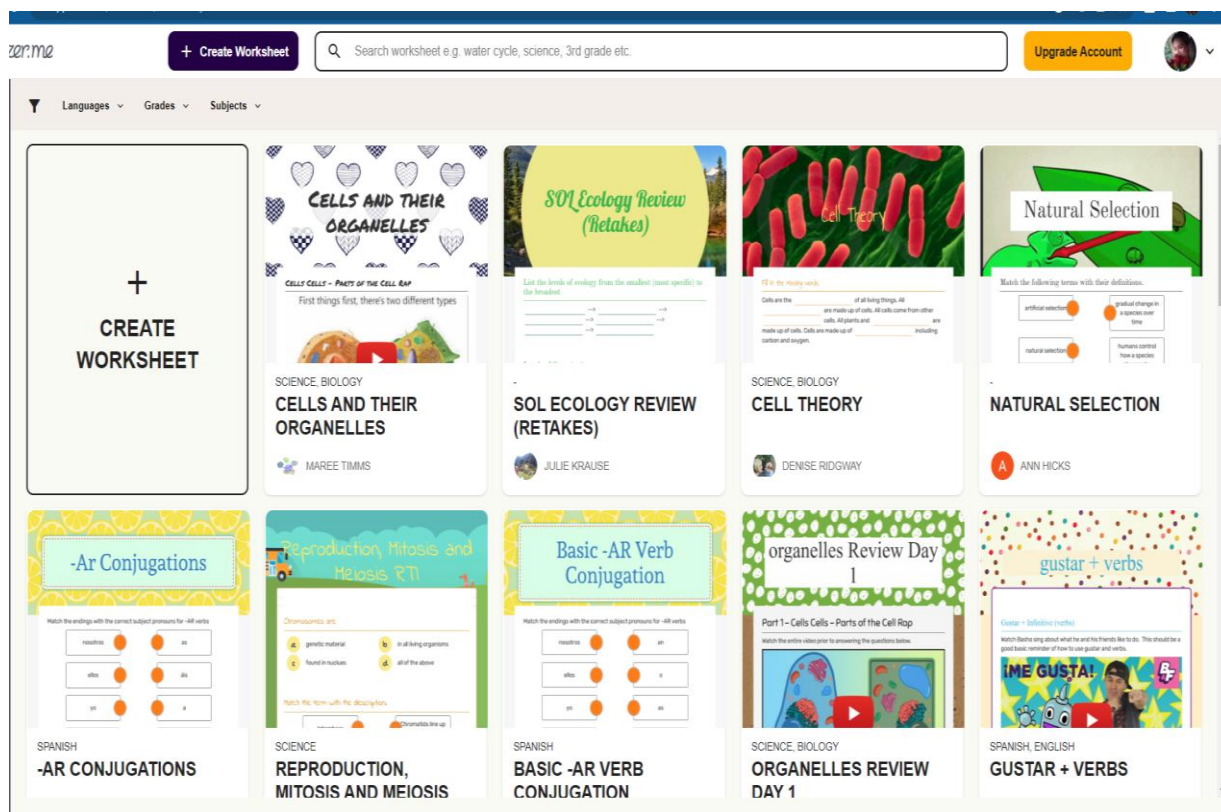 zer.me
+ Create Worksheet
Search worksheet e.g. water cycle, science, 3rd grade etc.
Upgrade Account
Languages
Grades
Subjects
+
CREATE
WORKSHEET
CELLS AND THEIR
ORGANELLES
CELLS CELLS - PARTS OF THE CELL RAP
First things first, there's two different types
SCIENCE, BIOLOGY
CELLS AND THEIR
ORGANELLES
MAREE TIMMS
SOL Ecology Review
(Retakes)
List the levels of ecology from the smallest (most specific) to
the broadest
-
SOL ECOLOGY REVIEW
(RETAKES)
JULIE KRAUSE
Cell Theory
Fill in the missing words.
Cells are the of all living things. All
are made up of cells. All cells come from other
cells. All plants and are
made up of cells. Cells are made up of including
carbon and oxygen.
SCIENCE, BIOLOGY
CELL THEORY
DENISE RIDGWAY
Natural Selection
Match the following terms with their definitions.
artificial selection
gradual change in
a species over
time
natural selection
humans control
how a species
-
NATURAL SELECTION
A
ANN HICKS
-Ar Conjugations
Match the endings with the correct subject pronouns for -AR verbs
nosotros
as
ellos
áis
yo
a
SPANISH
-AR CONJUGATIONS
Reproduction, Mitosis and
Meiosis RTI
Chromosomes are:
a genetic material
b in all living organisms
c found in nucleus
d all of the above
Match the term with the description.
Chromatids line up
SCIENCE
REPRODUCTION,
MITOSIS AND MEIOSIS
Basic -AR Verb
Conjugation
Match the endings with the correct subject pronouns for -AR verbs
nosotros
an
ellos
o
yo
as
SPANISH
BASIC -AR VERB
CONJUGATION
organelles Review Day
1
Part 1 - Cells Cells - Parts of the Cell Rap
Watch the entire video prior to answering the questions below.
SCIENCE, BIOLOGY
ORGANELLES REVIEW
DAY 1
gustar + verbs
Gustar + Infinitive (verbs)
Watch Basho sing about what he and his friends like to do. This should be a
good basic reminder of how to use gustar and verbs.
¡ME GUSTA!
SPANISH, ENGLISH
GUSTAR + VERBS